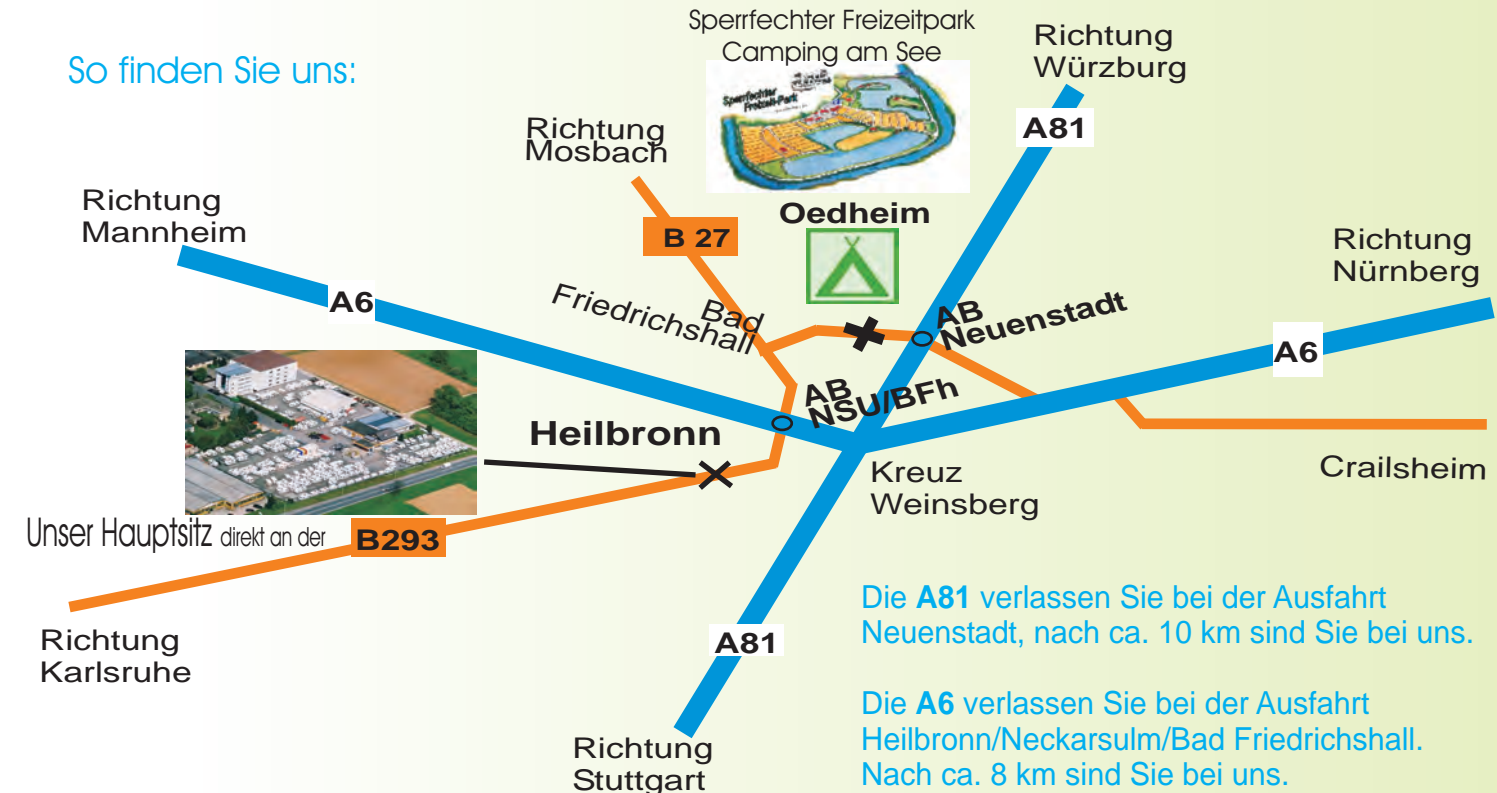 So finden Sie uns:
Sperrfechter Freizeitpark
Camping am See
Sperrfechter
Freizeit-Park
Richtung
Würzburg
A81
Richtung
Mosbach
B 27
Richtung
Mannheim
A6
Oedheim
Richtung
Nürnberg
A6
Bad
Friedrichshall
AB
Neuenstadt
AB
NSU/BFh
Heilbronn
Kreuz
Weinsberg
Crailsheim
Unser Hauptsitz direkt an der B293
Richtung
Karlsruhe
A81
Richtung
Stuttgart
Die A81 verlassen Sie bei der Ausfahrt
Neuenstadt, nach ca. 10 km sind Sie bei uns.
Die A6 verlassen Sie bei der Ausfahrt
Heilbronn/Neckarsulm/Bad Friedrichshall.
Nach ca. 8 km sind Sie bei uns.